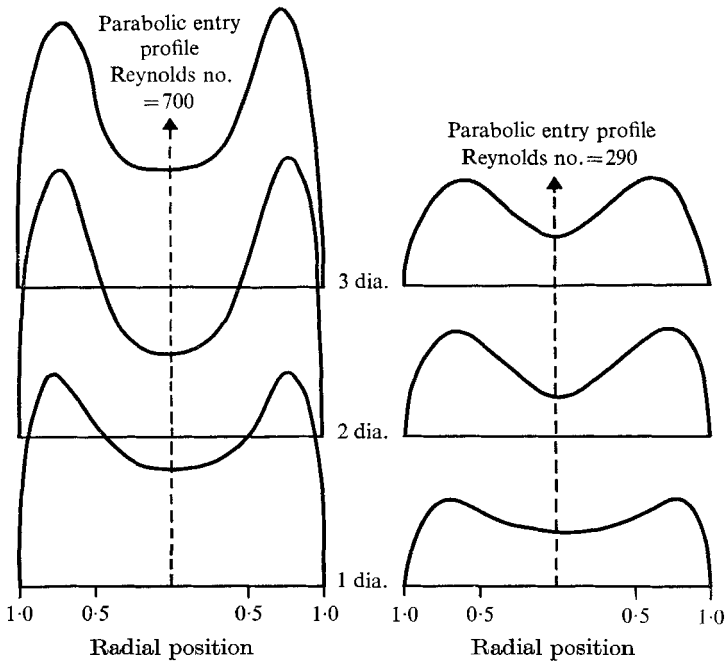 Parabolic entry
profile
Reynolds no.
=700
Parabolic entry profile
Reynolds no.=290
3 dia.
2 dia.
1 dia.
1·0 0·5 0·5 1·0
1·0 0·5 0·5 1·0
Radial position
Radial position